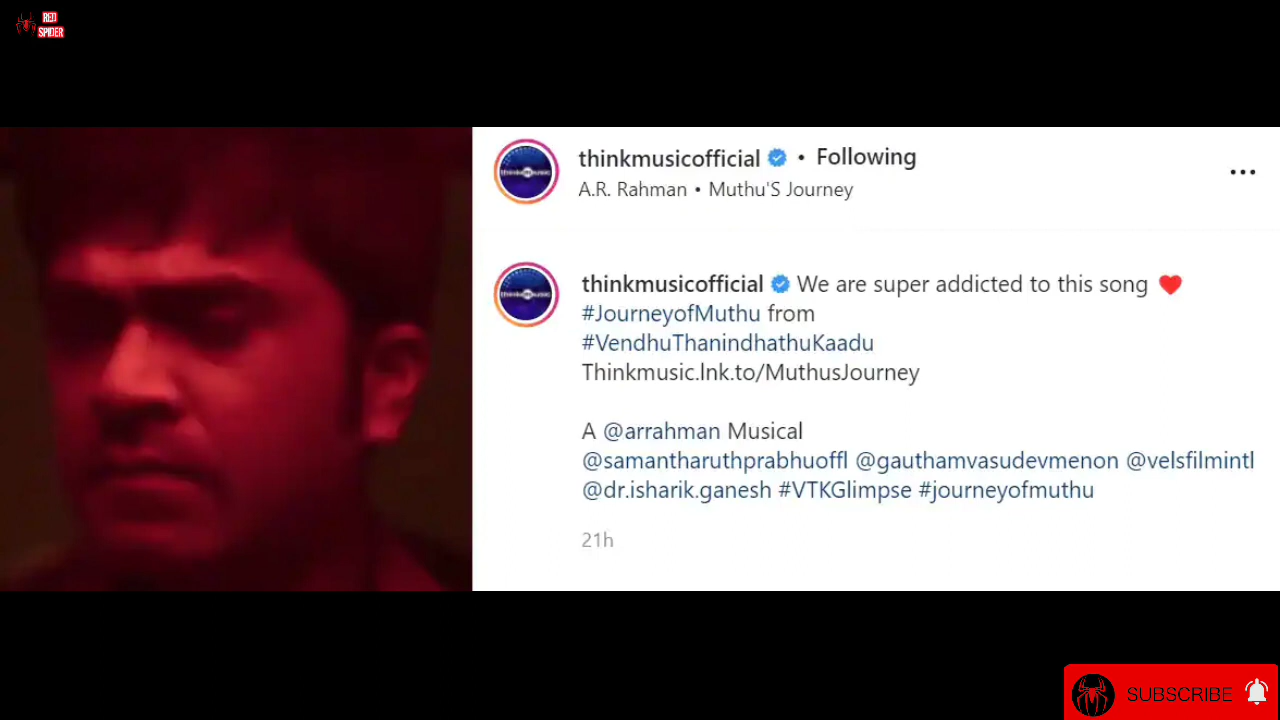 RED
SPIDER
thinkmusicofficial • Following
A.R. Rahman • Muthu'S Journey
thinkmusicofficial We are super addicted to this song ♥
#JourneyofMuthu from
#VendhuThanindhathuKaadu
Thinkmusic.lnk.to/MuthusJourney
A @arrahman Musical
@samantharuthprabhuoffl @gauthamvasudevmenon @velsfilmintl
@dr.isharik.ganesh #VTKGlimpse #journeyofmuthu
21h
SUBSCRIBE